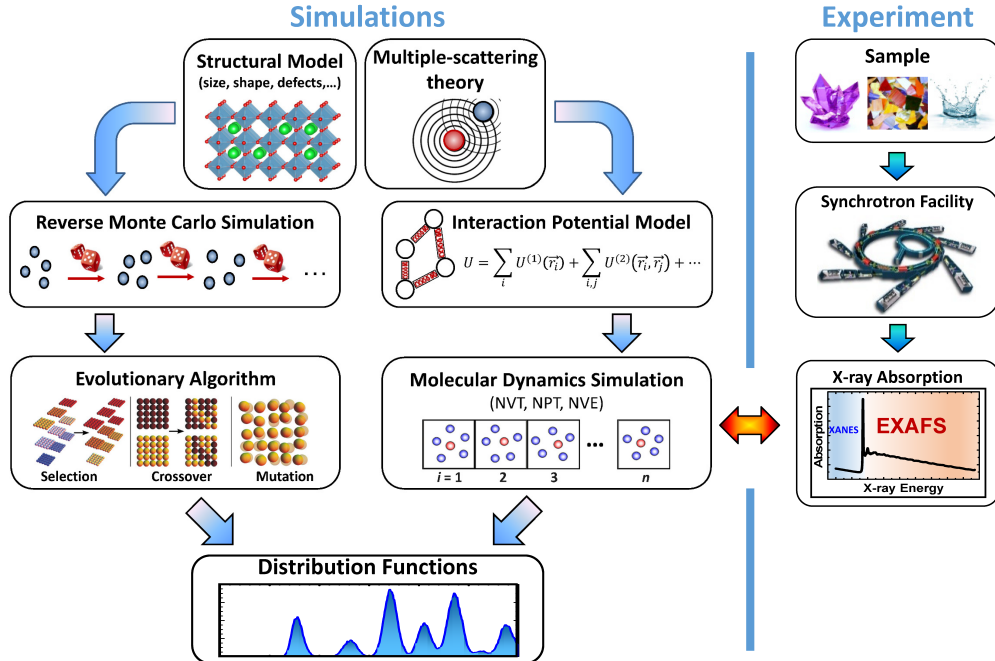 Simulations
Experiment
Structural Model
(size, shape, defects,…)
Multiple-scattering
theory
Sample
Reverse Monte Carlo Simulation
…
Interaction Potential Model
U = ∑ᵢ U⁽¹⁾(r⃗ᵢ) + ∑ᵢ,ⱼ U⁽²⁾(r⃗ᵢ, r⃗ⱼ) + ⋯
Synchrotron Facility
Evolutionary Algorithm
Selection
Crossover
Mutation
Molecular Dynamics Simulation
(NVT, NPT, NVE)
...
i = 1 2 3 n
X-ray Absorption
Absorption
XANES
EXAFS
X-ray Energy
Distribution Functions